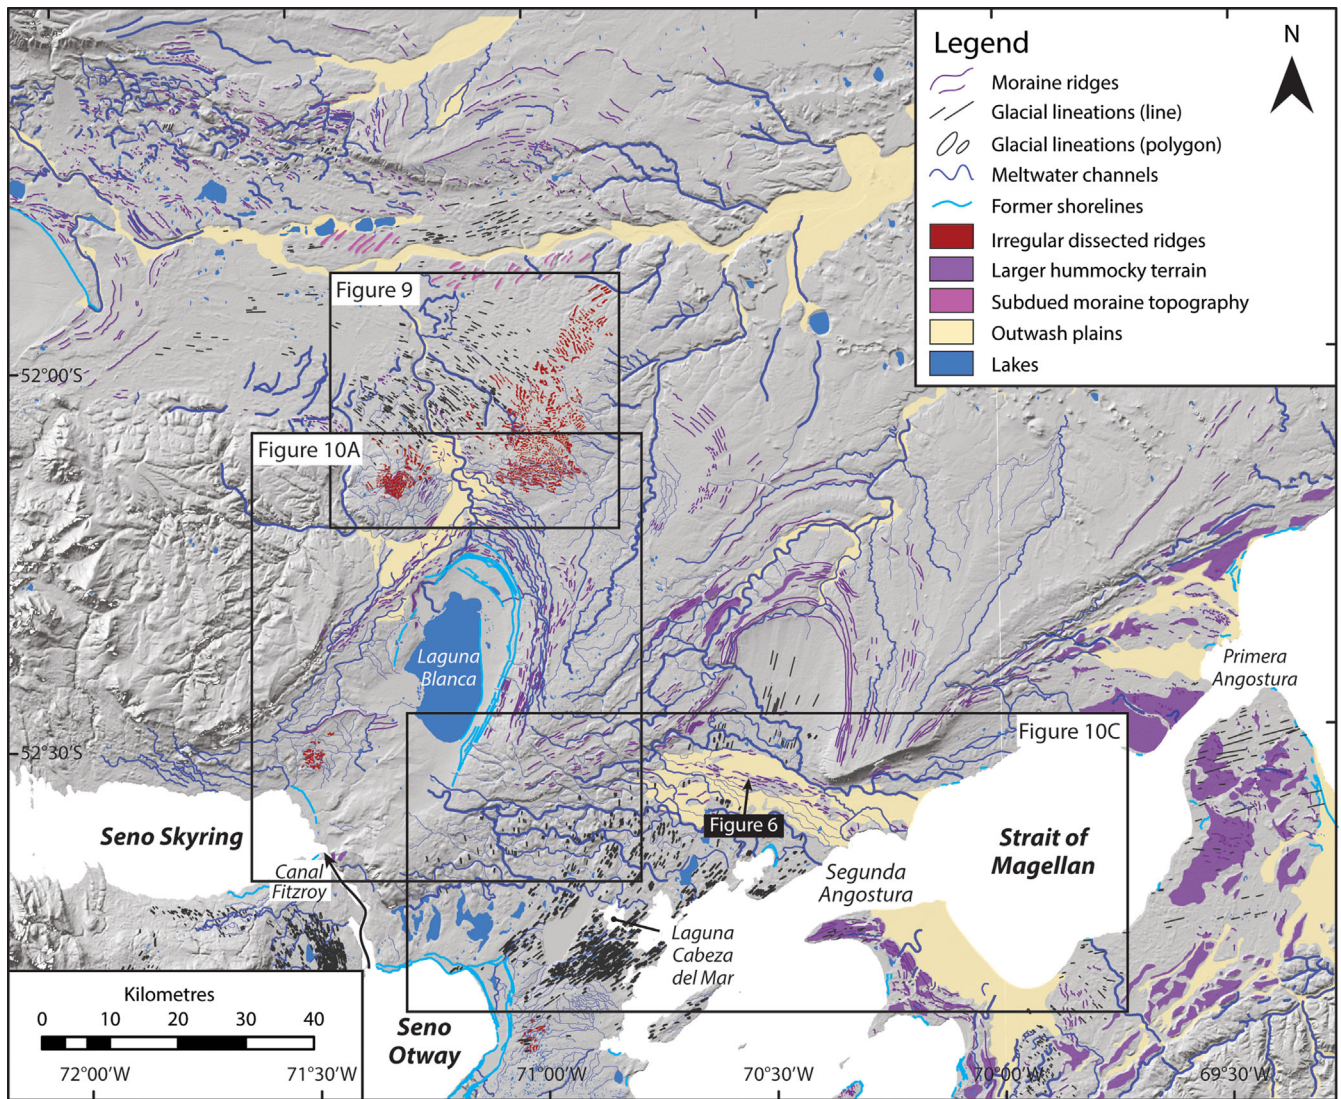 Legend
N
Moraine ridges
Glacial lineations (line)
Glacial lineations (polygon)
Meltwater channels
Former shorelines
Irregular dissected ridges
Larger hummocky terrain
Subdued moraine topography
Outwash plains
Lakes
Figure 9
52°00'S
Figure 10A
Laguna
Blanca
Primera
Angostura
Figure 10C
52°30'S
Figure 6
Seno Skyring
Strait of
Magellan
Canal
Fitzroy
Segunda
Angostura
Laguna
Cabeza
del Mar
Kilometres
0 10 20 30 40
Seno
Otway
72°00'W
71°30'W
71°00'W
70°30'W
70°00'W
69°30'W